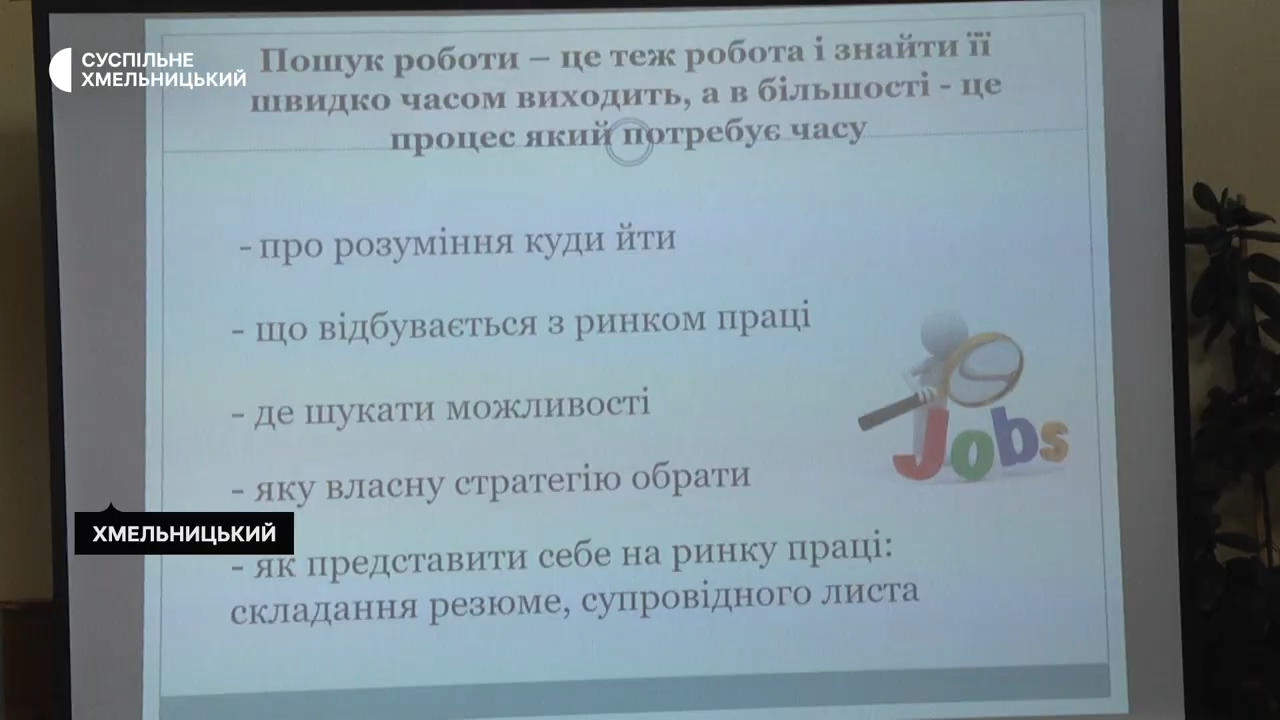 СУСПІЛЬНЕ
ХМЕЛЬНИЦЬКИЙ
Пошук роботи – це теж робота і знайти її
швидко часом виходить, а в більшості - це
процес який потребує часу
- про розуміння куди йти
- що відбувається з ринком праці
- де шукати можливості
- яку власну стратегію обрати
ХМЕЛЬНИЦЬКИЙ
- як представити себе на ринку праці:
складання резюме, супровідного листа
Jobs